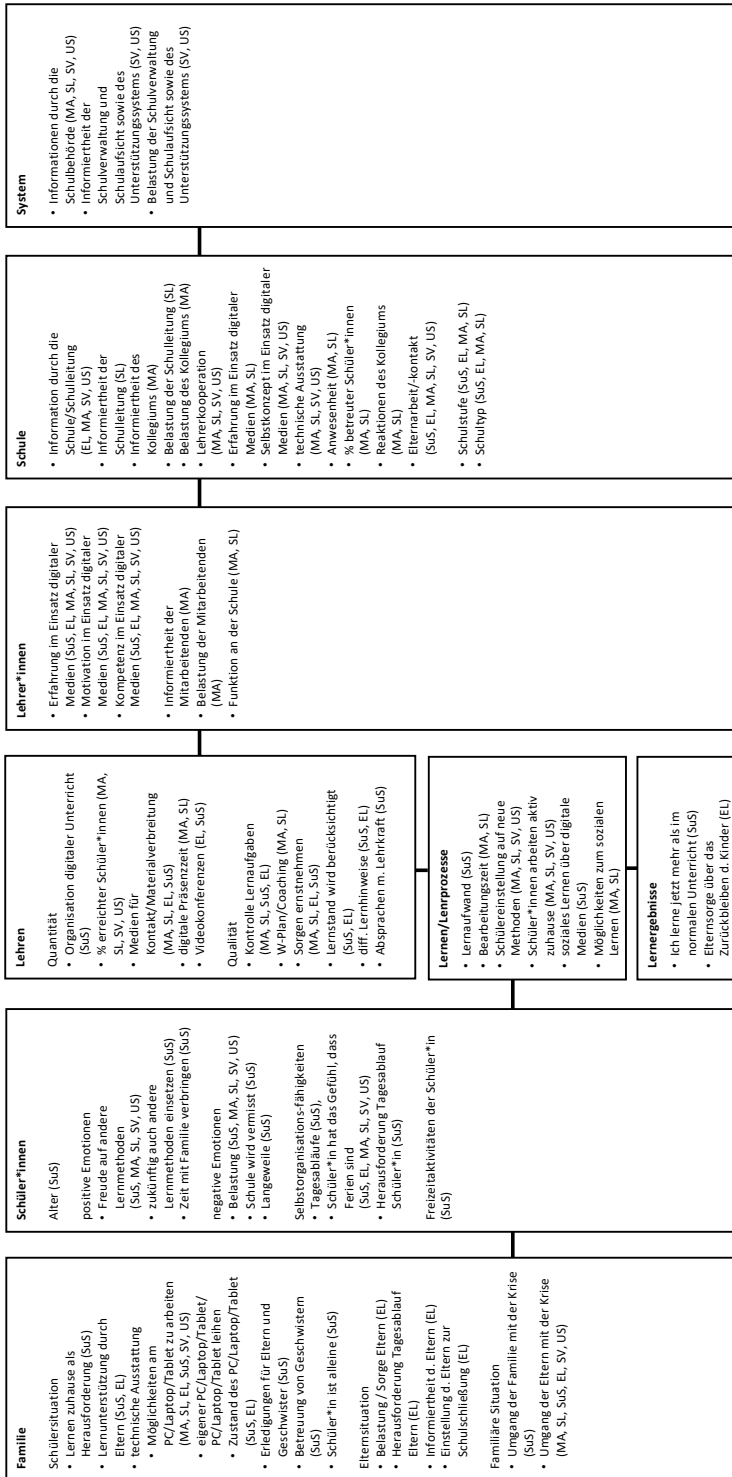 Familie
Schülersituation
• Lernen zuhause als
Herausforderung (SuS)
• Lernunterstützung durch
Eltern (SuS, EL)
• technische Ausstattung
• Möglichkeiten am
PC/Laptop/Tablet zu arbeiten
(MA, SL, EL, SuS, SV, US)
• eigener PC/Laptop/Tablet/
PC/Laptop/Tablet leihen
• Zustand des PC/Laptop/Tablet
(SuS, EL)
• Erledigungen für Eltern und
Geschwister (SuS)
• Betreuung von Geschwistern
(SuS)
• Schüler*in ist alleine (SuS)
Elternsituation
• Belastung / Sorge Eltern (EL)
• Herausforderung Tagesablauf
Eltern (EL)
• Informiertheit d. Eltern (EL)
• Einstellung d. Eltern zur
Schulschließung (EL)
Familiäre Situation
• Umgang der Familie mit der Krise
(SuS)
• Umgang der Eltern mit der Krise
(MA, SL, SuS, EL, SV, US)
Schüler*innen
Alter (SuS)
positive Emotionen
• Freude auf andere
Lernmethoden
(SuS, MA, SL, SV, US)
• zukünftig auch andere
Lernmethoden einsetzen (SuS)
• Zeit mit Familie verbringen (SuS)
negative Emotionen
• Belastung (SuS, MA, SL, SV, US)
• Schule wird vermisst (SuS)
• Langeweile (SuS)
Selbstorganisations-fähigkeiten
• Tagesabläufe (SuS),
• Schüler*in hat das Gefühl, dass
Ferien sind
(SuS, EL, MA, SL, SV, US)
• Herausforderung Tagesablauf
Schüler*in (SuS)
Freizeitaktivitäten der Schüler*in
(SuS)
Lehren
Quantität
• Organisation digitaler Unterricht
(SuS)
• % erreichter Schüler*innen (MA,
SL, SV, US)
• Medien für
Kontakt/Materialverbreitung
(MA, SL, EL, SuS)
• digitale Präsenzzeit (MA, SL)
• Videokonferenzen (EL, SuS)
Qualität
• Kontrolle Lernaufgaben
(MA, SL, SuS, EL)
• W-Plan/Coaching (MA, SL)
• Sorgen ernstnehmen
(MA, SL, EL, SuS)
• Lernstand wird berücksichtigt
(SuS, EL)
• diff. Lernhinweise (SuS, EL)
• Absprachen m. Lehrkraft (SuS)
Lernen/Lenrprozesse
• Lernaufwand (SuS)
• Bearbeitungszeit (MA, SL)
• Schülereinstellung auf neue
Methoden (MA, SL, SV, US)
• Schüler*innen arbeiten aktiv
zuhause (MA, SL, SV, US)
• soziales Lernen über digitale
Medien (SuS)
• Möglichkeiten zum sozialen
Lernen (MA, SL)
Lernergebnisse
• Ich lerne jetzt mehr als im
normalen Unterricht (SuS)
• Elternsorge über das
Zurückbleiben d. Kinder (EL)
Lehrer*innen
• Erfahrung im Einsatz digitaler
Medien (SuS, EL, MA, SL, SV, US)
• Motivation im Einsatz digitaler
Medien (SuS, EL, MA, SL, SV, US)
• Kompetenz im Einsatz digitaler
Medien (SuS, EL, MA, SL, SV, US)
• Informiertheit der
Mitarbeitenden (MA)
• Belastung der Mitarbeitenden
(MA)
• Funktion an der Schule (MA, SL)
Schule
• Information durch die
Schule/Schulleitung
(EL, MA, SV, US)
• Informiertheit der
Schulleitung (SL)
• Informiertheit des
Kollegiums (MA)
• Belastung der Schulleitung (SL)
• Belastung des Kollegiums (MA)
• Lehrerkooperation
(MA, SL, SV, US)
• Erfahrung im Einsatz digitaler
Medien (MA, SL)
• Selbstkonzept im Einsatz digitaler
Medien (MA, SL, SV, US)
• technische Ausstattung
(MA, SL, SV, US)
• Anwesenheit (MA, SL)
• % betreuter Schüler*innen
(MA, SL)
• Reaktionen des Kollegiums
(MA, SL)
• Elternarbeit/-kontakt
(SuS, EL, MA, SL, SV, US)
• Schulstufe (SuS, EL, MA, SL)
• Schultyp (SuS, EL, MA, SL)
System
• Informationen durch die
Schulbehörde (MA, SL, SV, US)
• Informiertheit der
Schulverwaltung und
Schulaufsicht sowie des
Unterstützungssystems (SV, US)
• Belastung der Schulverwaltung
und Schulaufsicht sowie des
Unterstützungssystems (SV, US)